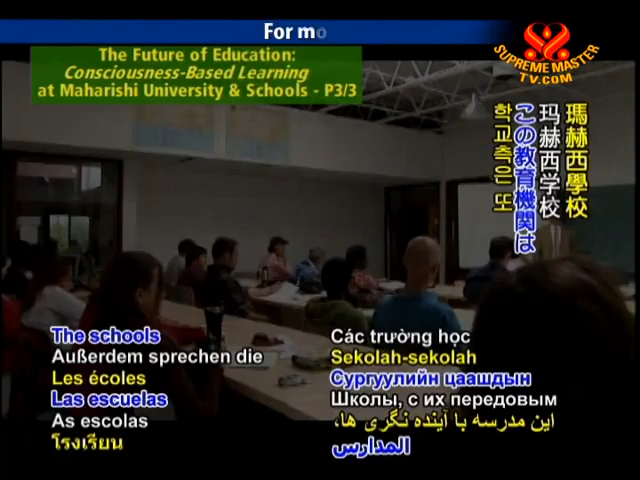 For mo
The Future of Education:
Consciousness-Based Learning
at Maharishi University & Schools - P3/3
SUPREME MASTER
TV.COM
瑪赫西學校
玛赫西学校
この教育機関は
학교측은 또
The schools
Außerdem sprechen die
Les écoles
Las escuelas
As escolas
โรงเรียน
Các trường học
Sekolah-sekolah
Сургуулийн цаашдын
Школы, с их передовым
این مدرسه با آینده نگری ها،
المدارس